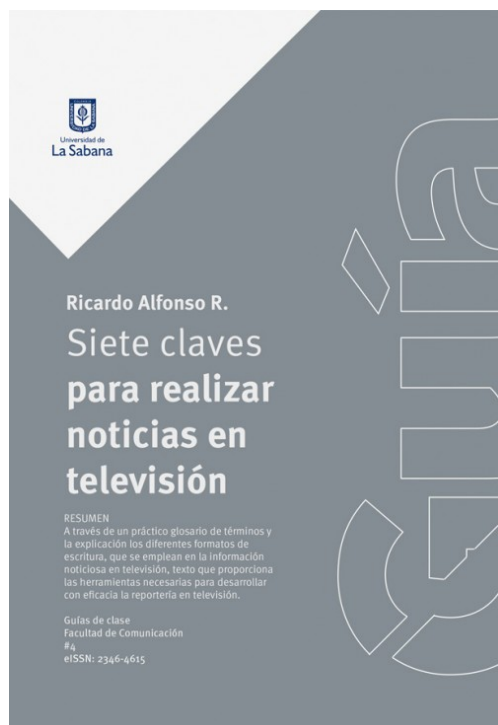 Universidad de
La Sabana
Ricardo Alfonso R.
Siete claves
para realizar
noticias en
televisión
RESUMEN
A través de un práctico glosario de términos y
la explicación los diferentes formatos de
escritura, que se emplean en la información
noticiosa en televisión, texto que proporciona
las herramientas necesarias para desarrollar
con eficacia la reportería en televisión.
Guías de clase
Facultad de Comunicación
#4
eISSN: 2346-4615
Guía